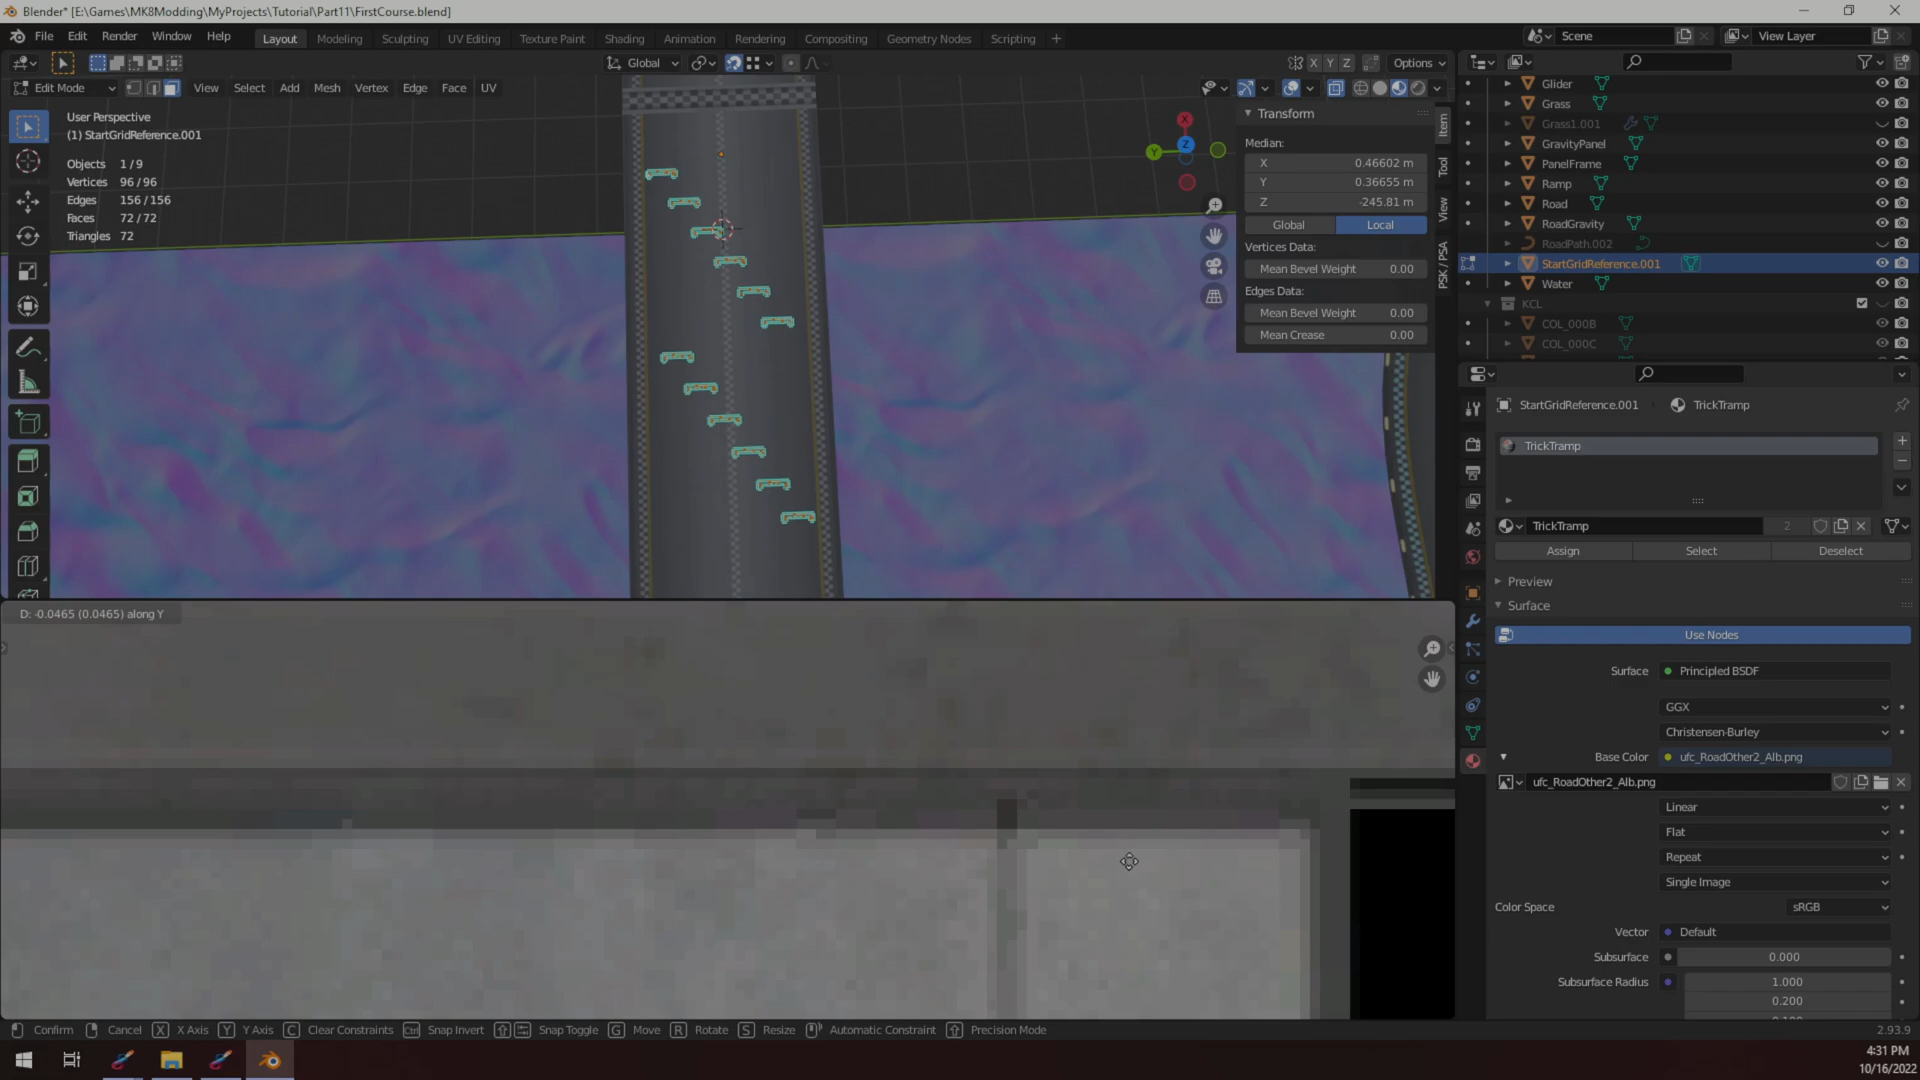 Blender* [E:\Games\MK8Modding\MyProjects\Tutorial\Part11\FirstCourse.blend]
File Edit Render Window Help
Layout Modeling Sculpting UV Editing Texture Paint Shading Animation Rendering Compositing Geometry Nodes Scripting +
Scene
View Layer
Global
X Y Z
Options
Edit Mode
View Select Add Mesh Vertex Edge Face UV
User Perspective
(1) StartGridReference.001
Objects 1/9
Vertices 96/96
Edges 156/156
Faces 72/72
Triangles 72
X
Y
Z
Transform
Median:
X 0.46602 m
Y 0.36655 m
Z -245.81 m
Global Local
Vertices Data:
Mean Bevel Weight 0.00
Edges Data:
Mean Bevel Weight 0.00
Mean Crease 0.00
Item
Tool
View
PSK / PSA
Glider
Grass
Grass1.001
GravityPanel
PanelFrame
Ramp
Road
RoadGravity
RoadPath.002
StartGridReference.001
Water
KCL
COL_000B
COL_000C
StartGridReference.001
TrickTramp
TrickTramp
TrickTramp
2
Assign Select Deselect
Preview
Surface
Use Nodes
Surface Principled BSDF
GGX
Christensen-Burley
Base Color ufc_RoadOther2_Alb.png
ufc_RoadOther2_Alb.png
Linear
Flat
Repeat
Single Image
Color Space sRGB
Vector Default
Subsurface 0.000
Subsurface Radius 1.000
0.200
D: -0.0465 (0.0465) along Y
Confirm Cancel X X Axis Y Y Axis C Clear Constraints Ctrl Snap Invert Snap Toggle G Move R Rotate S Resize Automatic Constraint Precision Mode
2.93.9
4:31 PM
10/16/2022